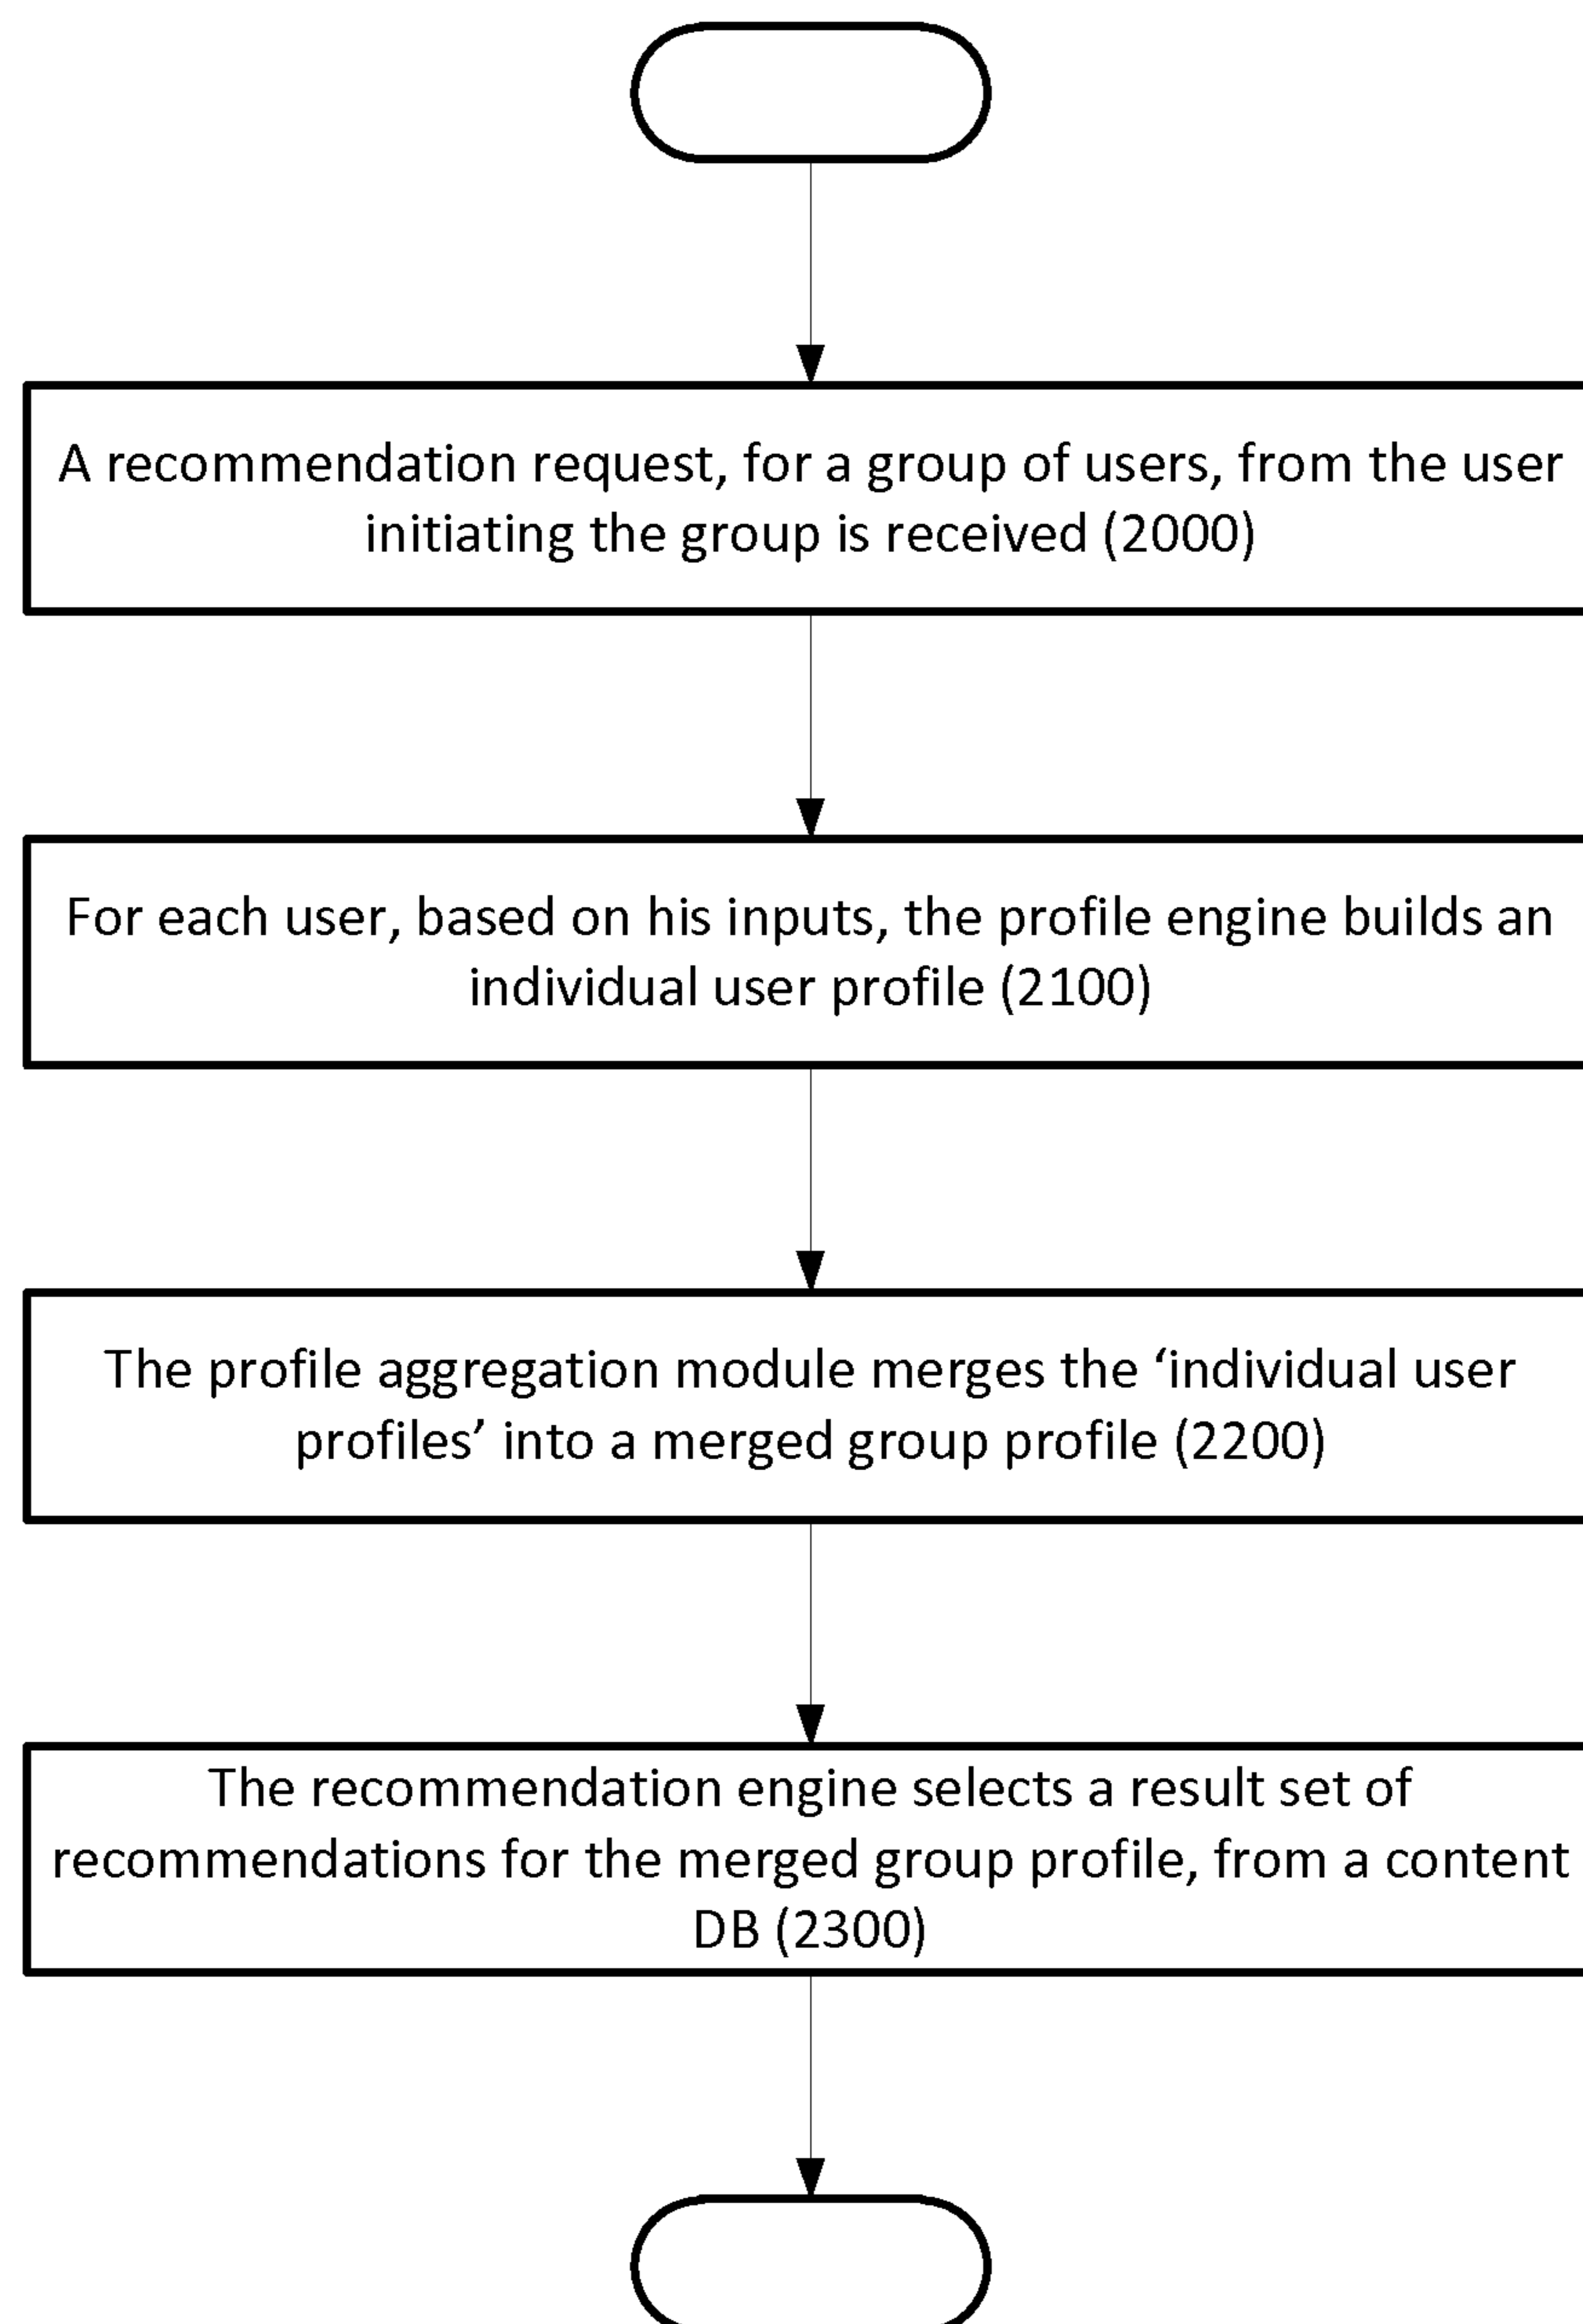 A recommendation request, for a group of users, from the user
initiating the group is received (2000)
For each user, based on his inputs, the profile engine builds an
individual user profile (2100)
The profile aggregation module merges the ‘individual user
profiles’ into a merged group profile (2200)
The recommendation engine selects a result set of
recommendations for the merged group profile, from a content
DB (2300)